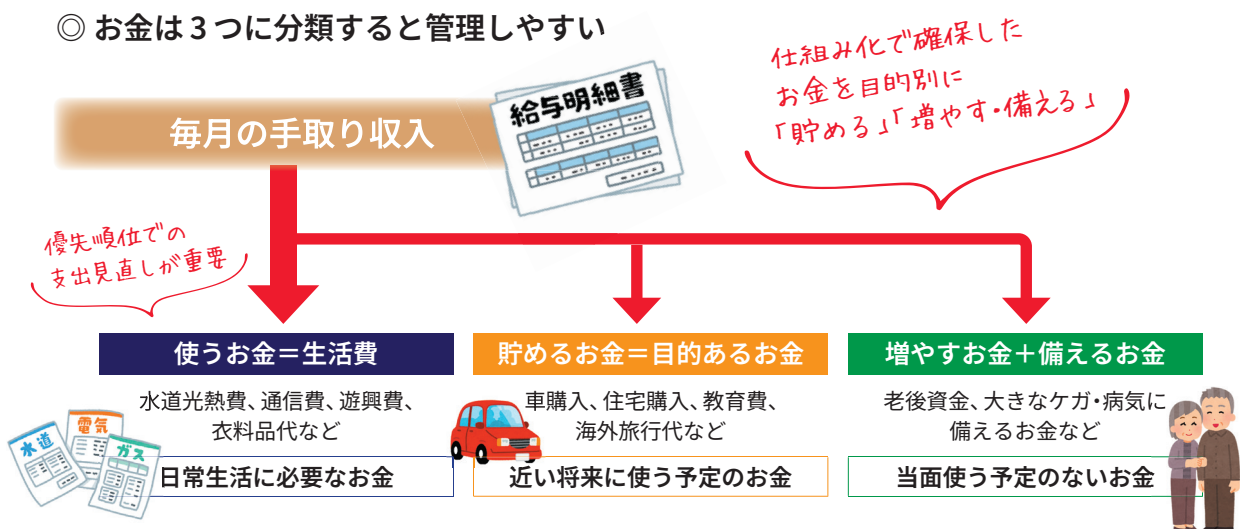 ◎ お金は3つに分類すると管理しやすい
毎月の手取り収入
給与明細書
仕組み化で確保した
お金を目的別に
「貯める」「増やす・備える」
優先順位での
支出見直しが重要
使うお金＝生活費
水道光熱費、通信費、遊興費、
衣料品代など
日常生活に必要なお金
水道
電気
ガス
貯めるお金＝目的あるお金
車購入、住宅購入、教育費、
海外旅行代など
近い将来に使う予定のお金
増やすお金＋備えるお金
老後資金、大きなケガ・病気に
備えるお金など
当面使う予定のないお金